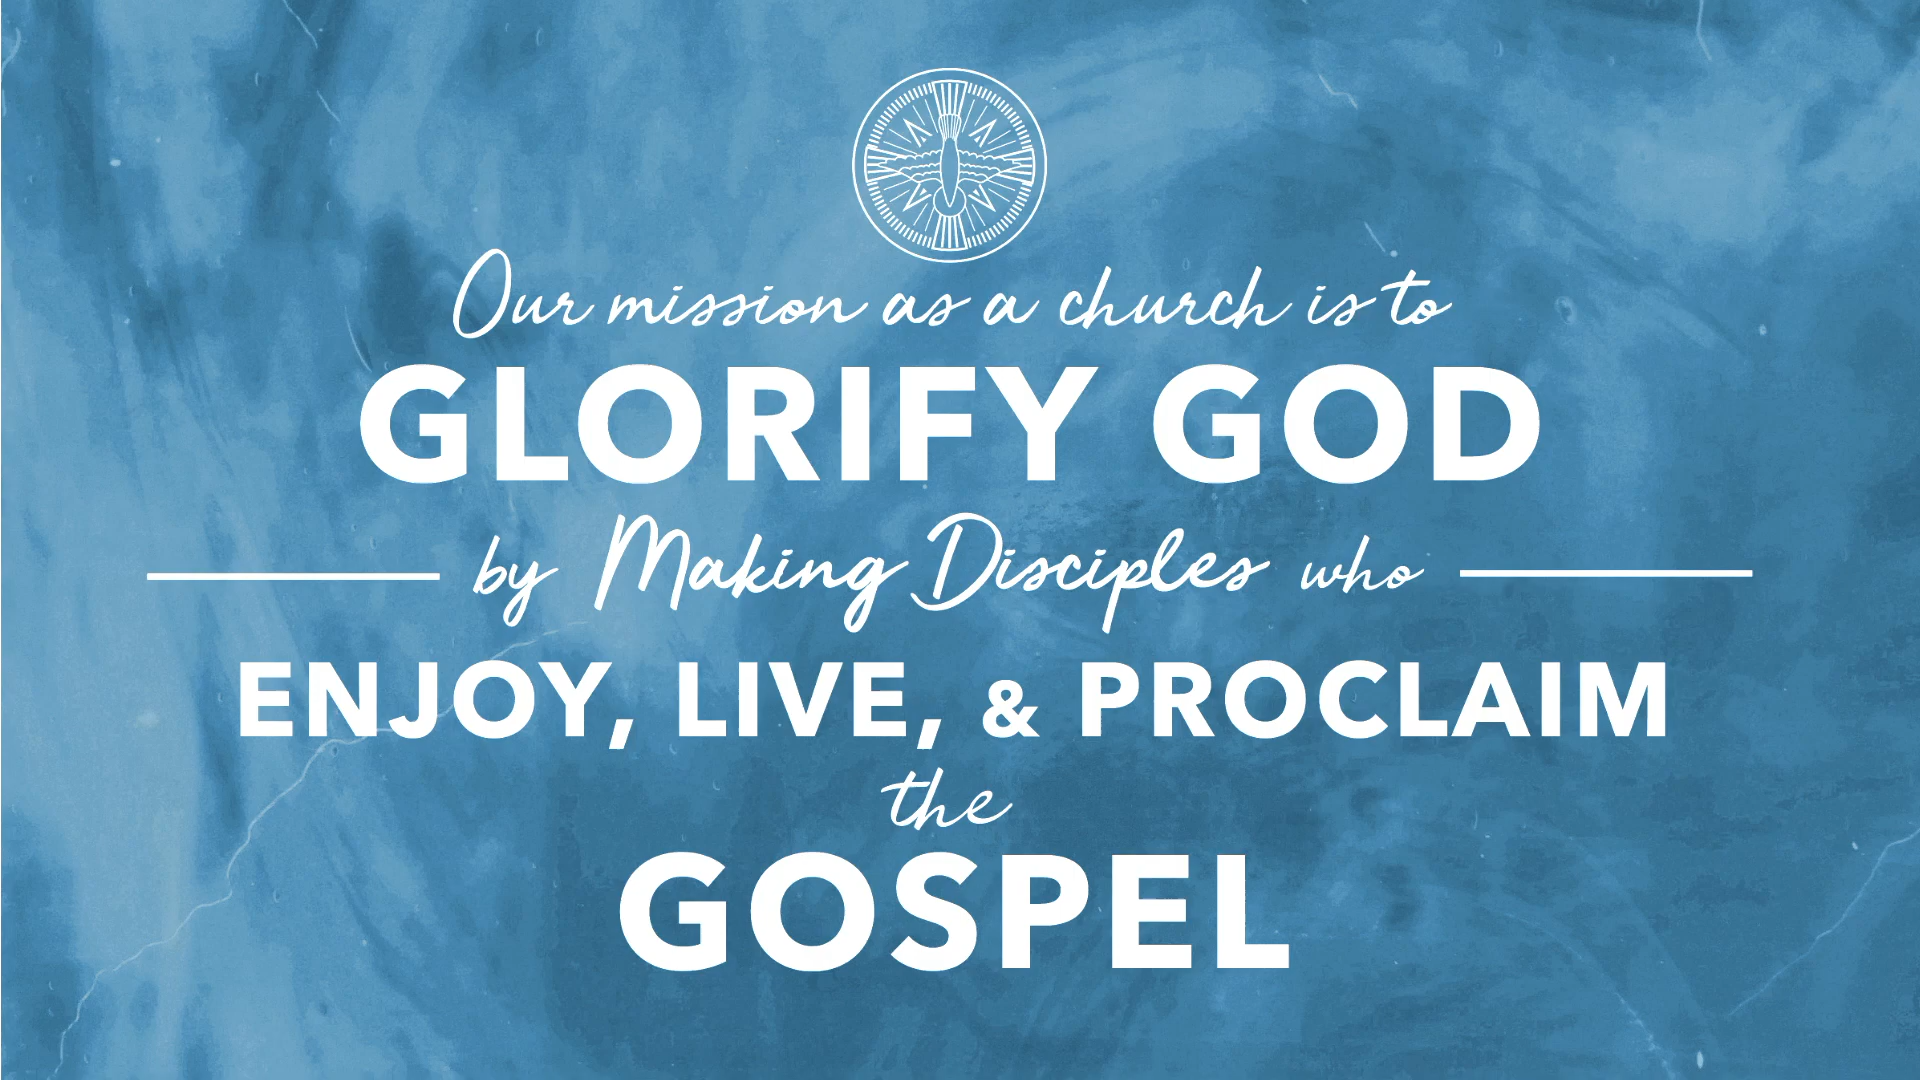 Our mission as a church is to
GLORIFY GOD
by Making Disciples who
ENJOY, LIVE, & PROCLAIM
the
GOSPEL